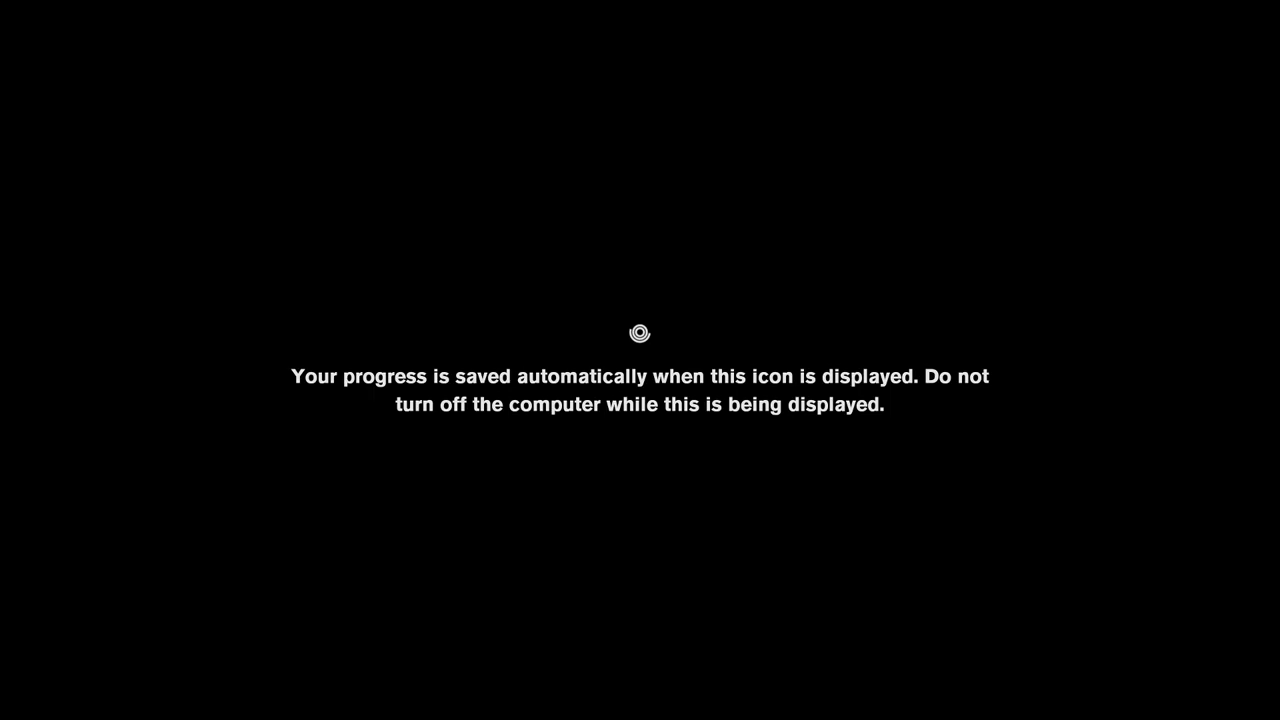 Your progress is saved automatically when this icon is displayed. Do not
turn off the computer while this is being displayed.